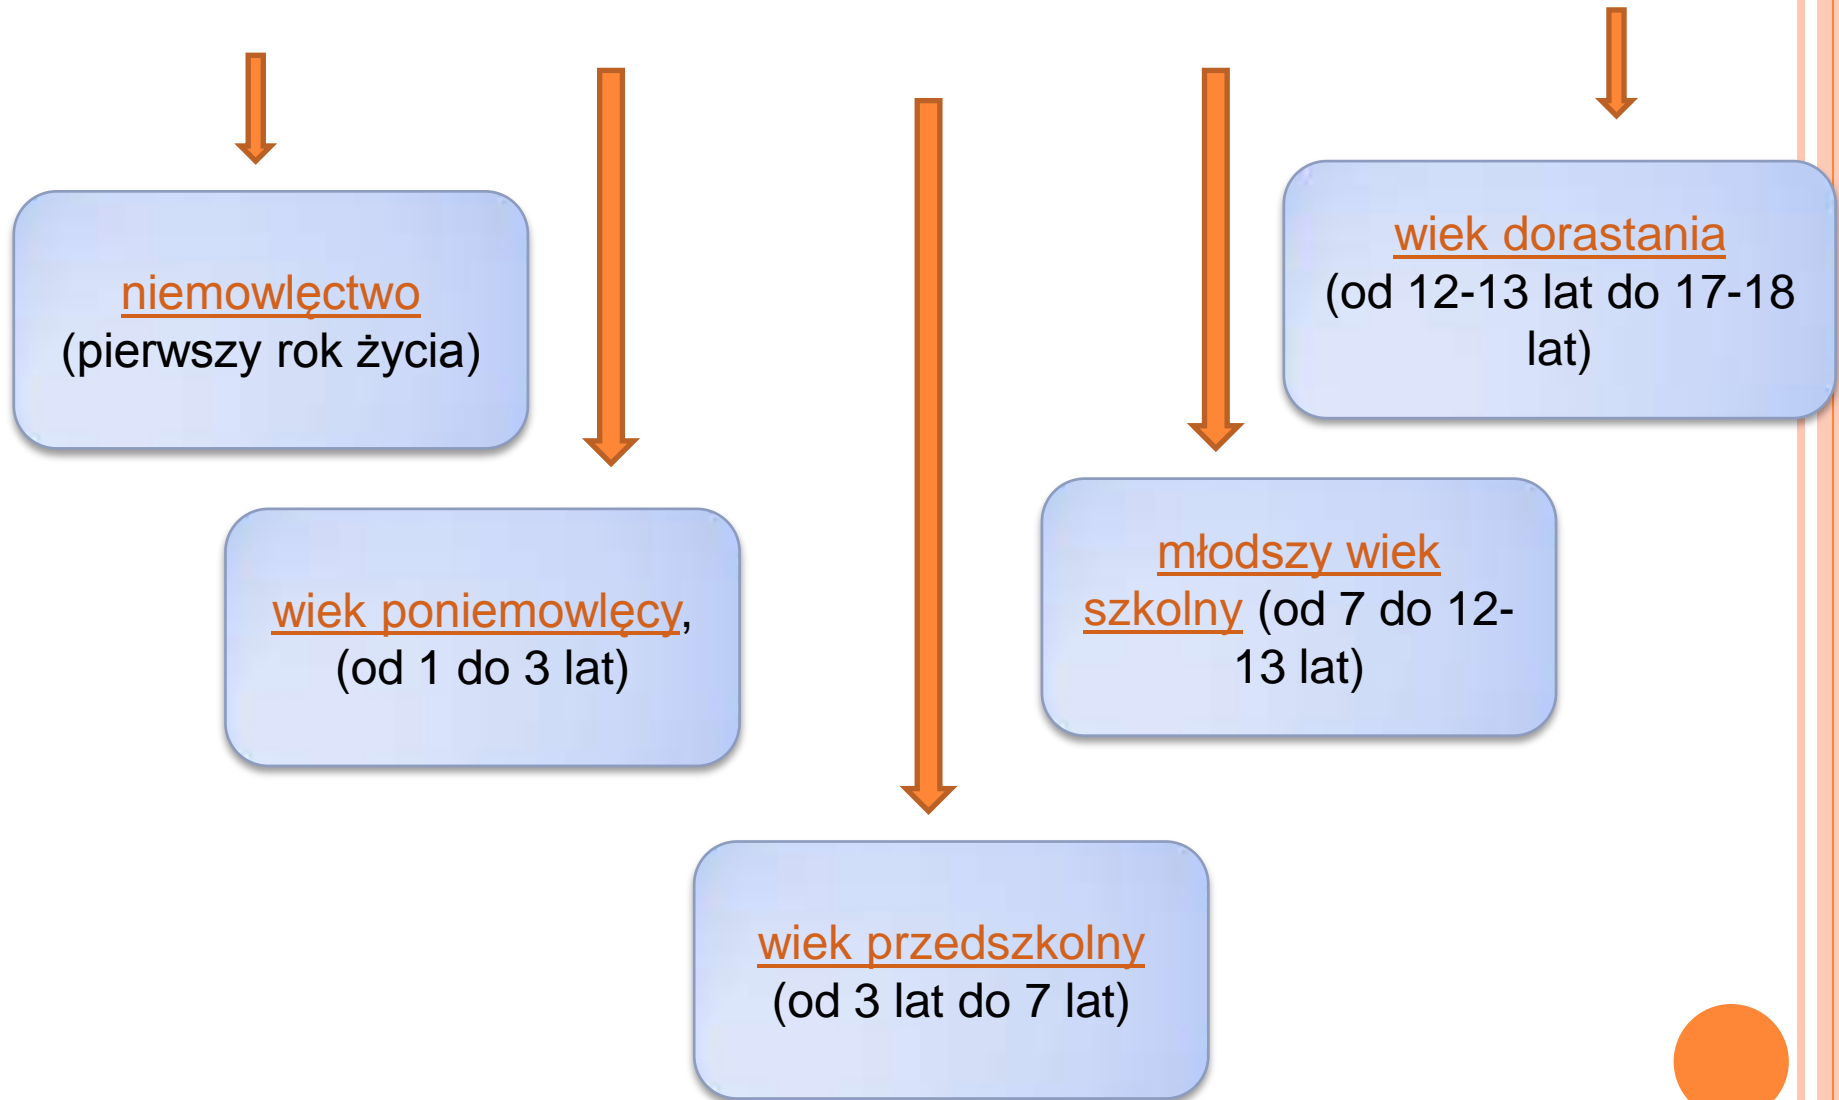 niemowlęctwo
(pierwszy rok życia)
wiek poniemowlęcy,
(od 1 do 3 lat)
wiek przedszkolny
(od 3 lat do 7 lat)
młodszy wiek
szkolny (od 7 do 12-
13 lat)
wiek dorastania
(od 12-13 lat do 17-18
lat)